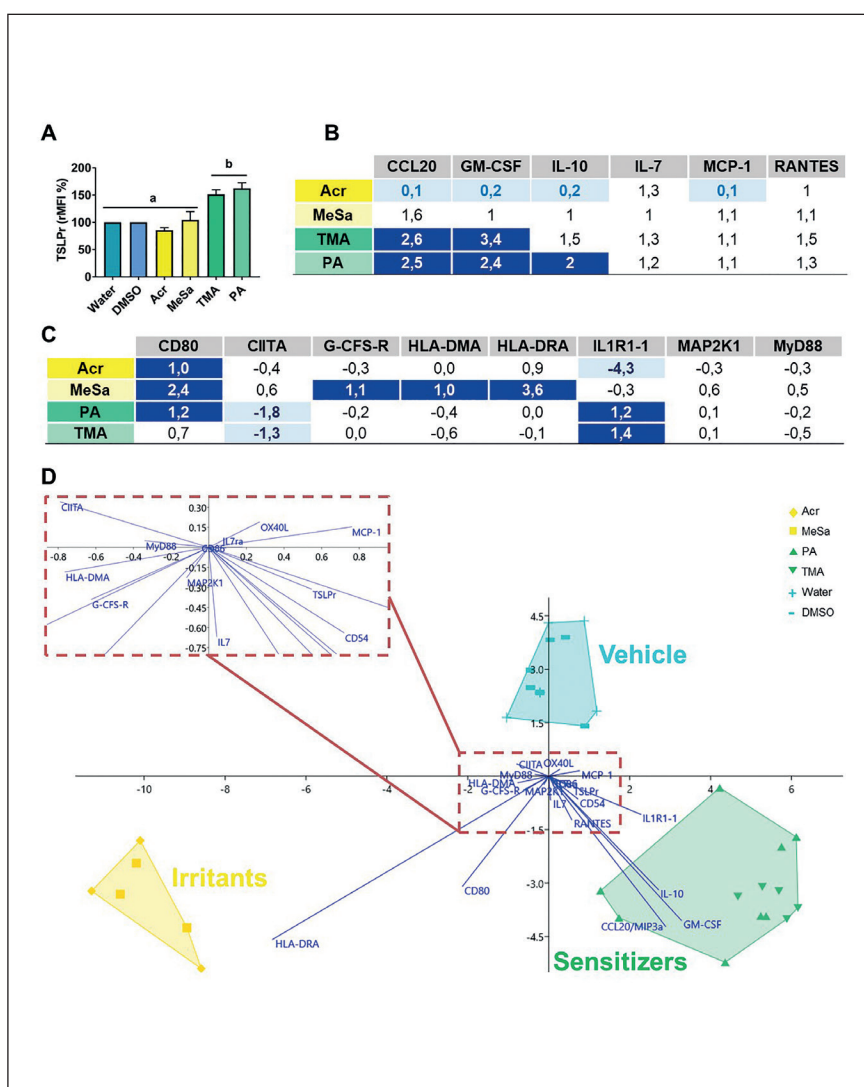 A
TSLPr (rMFI %)
200
150
100
50
0
a
b
Water
DMSO
Acr
MeSa
TMA
PA
B
CCL20 GM-CSF IL-10 IL-7 MCP-1 RANTES
Acr 0,1 0,2 0,2 1,3 0,1 1
MeSa 1,6 1 1 1 1,1 1,1
TMA 2,6 3,4 1,5 1,3 1,1 1,5
PA 2,5 2,4 2 1,2 1,1 1,3
C
CD80 CIITA G-CFS-R HLA-DMA HLA-DRA IL1R1-1 MAP2K1 MyD88
Acr 1,0 -0,4 -0,3 0,0 0,9 -4,3 -0,3 -0,3
MeSa 2,4 0,6 1,1 1,0 3,6 -0,3 0,6 0,5
PA 1,2 -1,8 -0,2 -0,4 0,0 1,2 0,1 -0,2
TMA 0,7 -1,3 0,0 -0,6 -0,1 1,4 0,1 -0,5
D
CIITA
0.30
OX40L
0.15
MCP-1
IL7ra
MyD88
CD86
-0.8 -0.6 -0.4 0.2 0.4 0.6 0.8
HLA-DMA
-0.15
MAP2K1
-0.30
TSLPr
G-CFS-R
-0.45
-0.60
CDS4
IL7
-0.75
Acr
MeSa
PA
TMA
Water
DMSO
4.5
Vehicle
3.0
1.5
CIITA OX40L
MyD88 MCP-1
HLA-DMA
G-CFS-R MAP2K1 TSLPr
IL7 CDS4
-10 -8 -6 -4 -2 2 4 6
RANTES
-1.5
IL1R1-1
Irritants
CD80
-3.0
IL-10
HLA-DRA
CCL20/MIP3a
GM-CSF
-4.5
Sensitizers